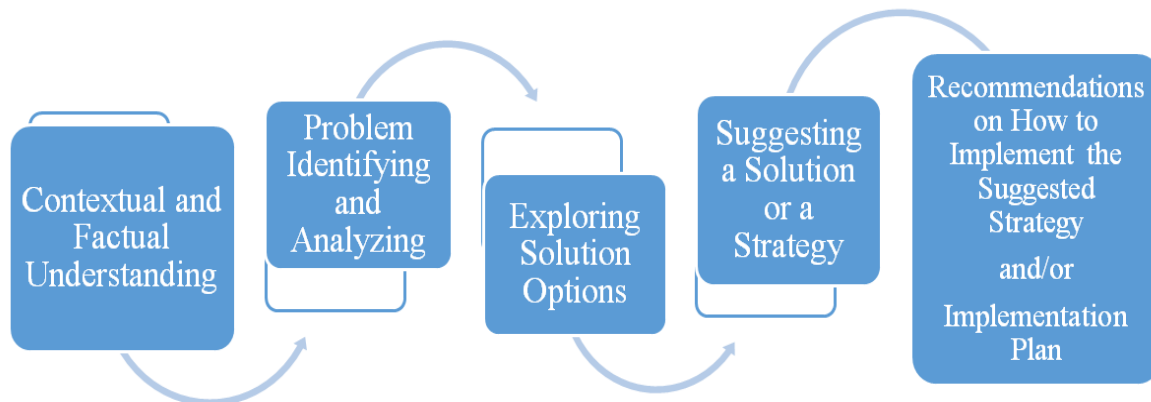 Contextual and
Factual
Understanding
Problem
Identifying
and
Analyzing
Exploring
Solution
Options
Suggesting
a Solution
or a
Strategy
Recommendations
on How to
Implement the
Suggested
Strategy
and/or
Implementation
Plan